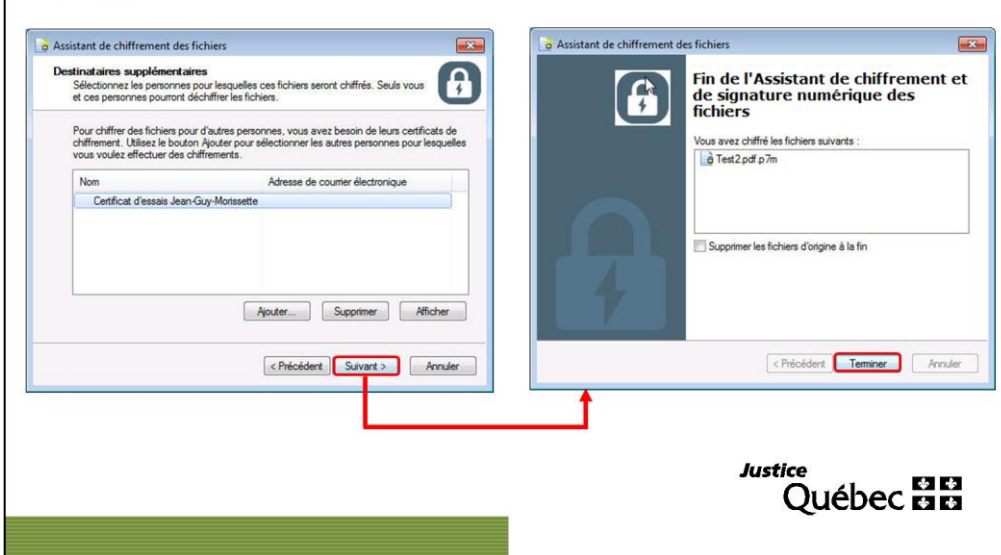 Assistant de chiffrement des fichiers
Destinataires supplémentaires
Sélectionnez les personnes pour lesquelles ces fichiers seront chiffrés. Seuls vous
et ces personnes pourront déchiffrer les fichiers.
Pour chiffrer des fichiers pour d'autres personnes, vous avez besoin de leurs certificats de
chiffrement. Utilisez le bouton Ajouter pour sélectionner les autres personnes pour lesquelles
vous voulez effectuer des chiffrements.
Nom Adresse de courrier électronique
Certificat d'essais Jean-Guy-Morissette
Ajouter... Supprimer Afficher
< Précédent Suivant > Annuler
Assistant de chiffrement des fichiers
Fin de l'Assistant de chiffrement et
de signature numérique des
fichiers
Vous avez chiffré les fichiers suivants :
Test2.pdf.p7m
Supprimer les fichiers d'origine à la fin
< Précédent Terminer Annuler
Justice
Québec